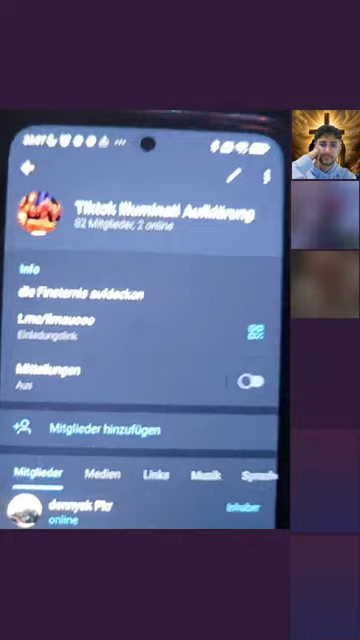 Tiktok Illuminati Aufklärung
82 Mitglieder, 2 online
Info
die Finsternis aufdecken
Einladungslink
Mitteilungen
Aus
Mitglieder hinzufügen
Mitglieder Medien Links Musik
online
Inhaber